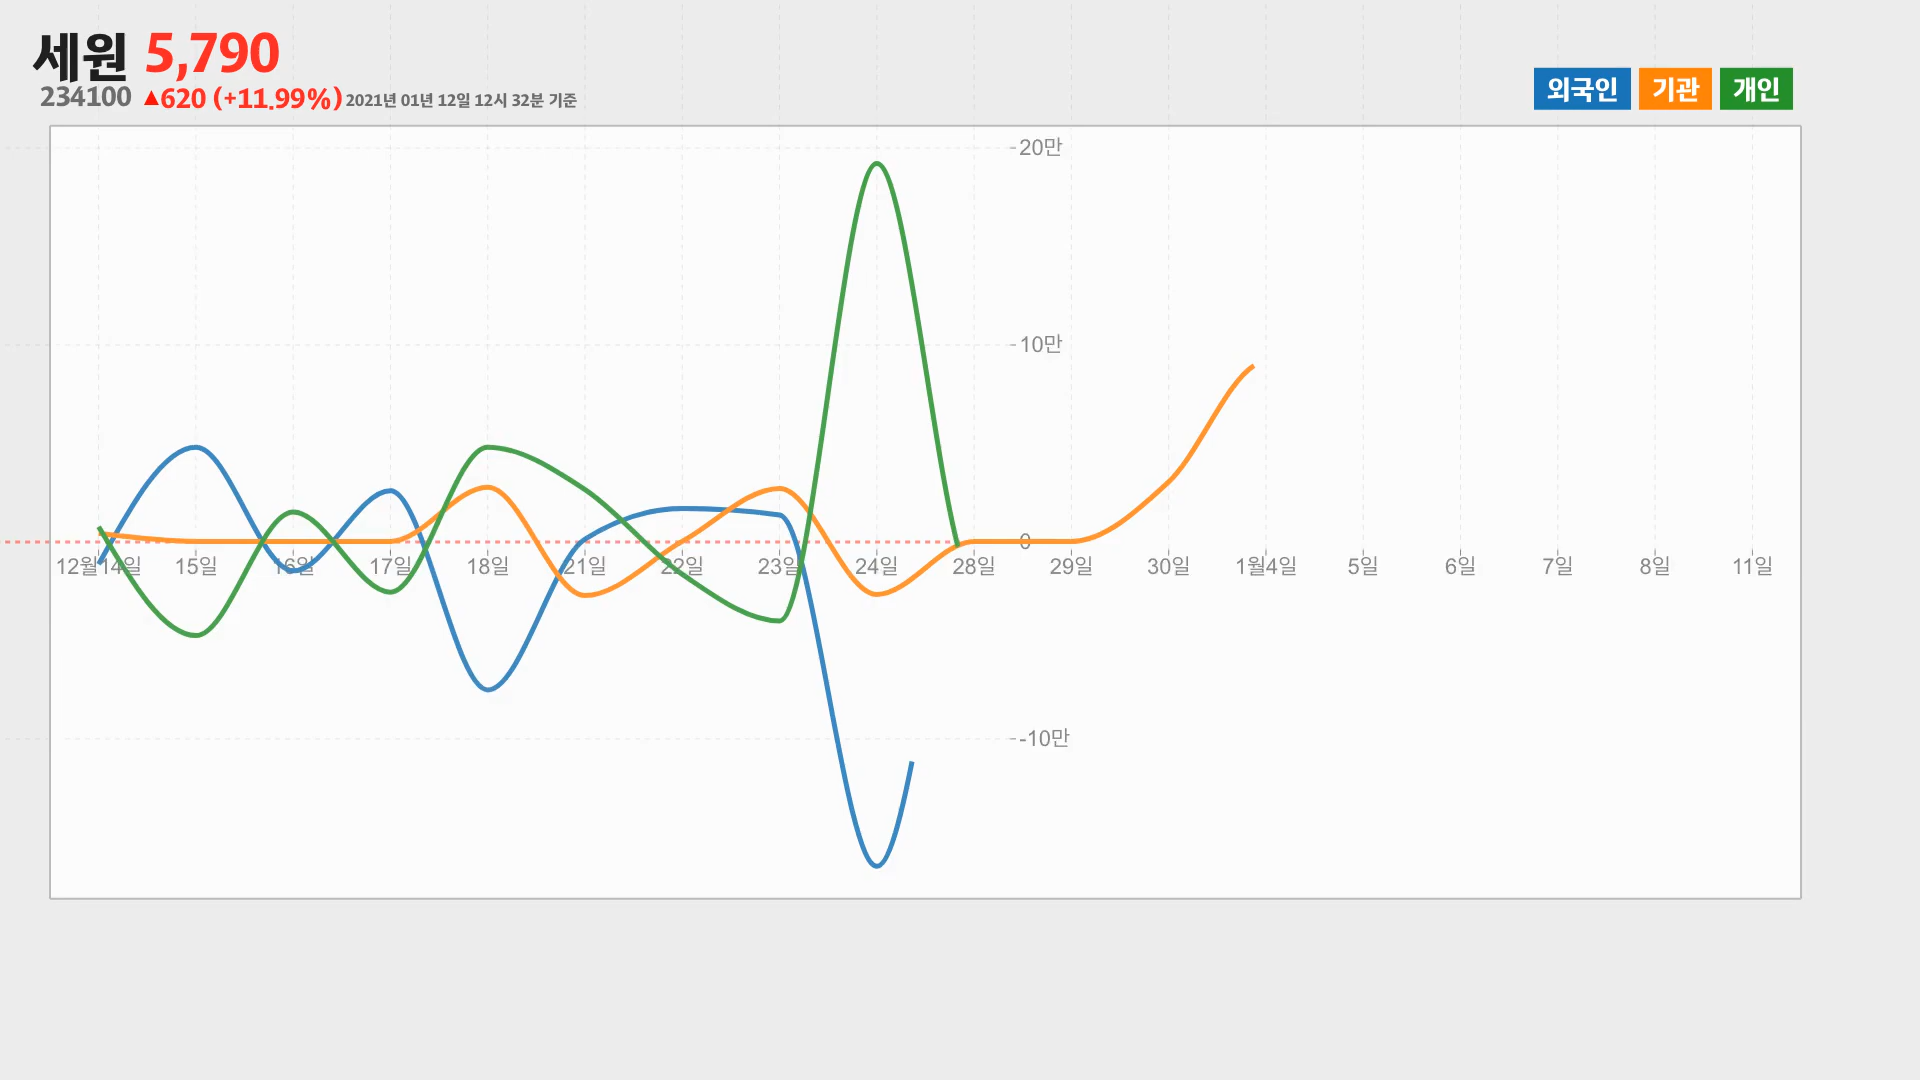 세원 5,790
234100 ▲620 (+11.99%) 2021년 01년 12일 12시 32분 기준
외국인 기관 개인
20만
10만
0
12월14일 15일 16일 17일 18일 21일 22일 23일 24일 28일 29일 30일 1월4일 5일 6일 7일 8일 11일
-10만